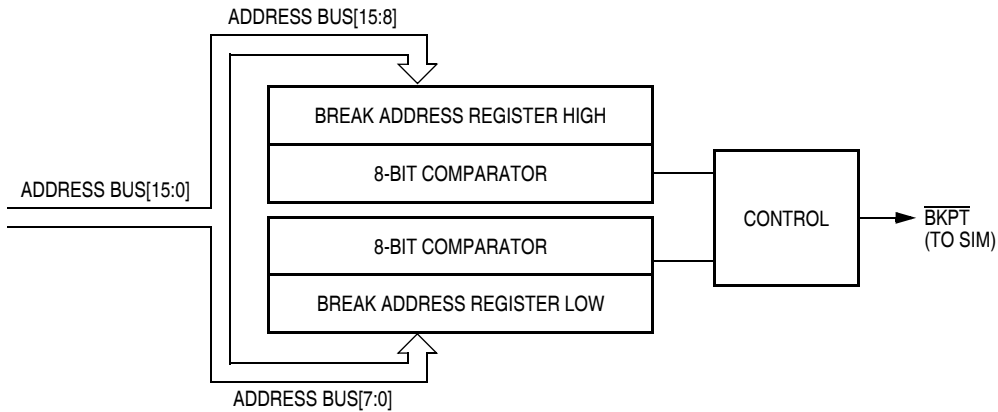 ADDRESS BUS[15:8]
BREAK ADDRESS REGISTER HIGH
8-BIT COMPARATOR
ADDRESS BUS[15:0]
CONTROL
BKPT
(TO SIM)
8-BIT COMPARATOR
BREAK ADDRESS REGISTER LOW
ADDRESS BUS[7:0]